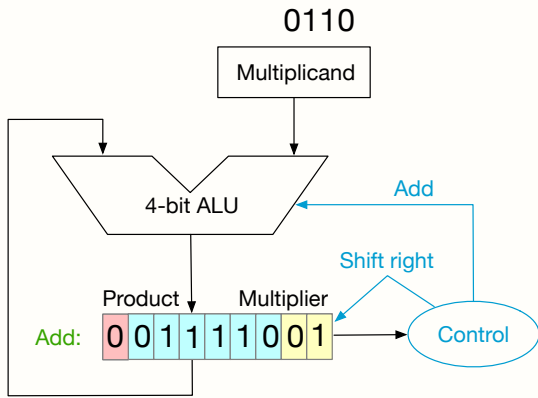 0110
Multiplicand
4-bit ALU
Add
Shift right
Product
Multiplier
Add:
0 0 1 1 1 1 0 0 1
Control